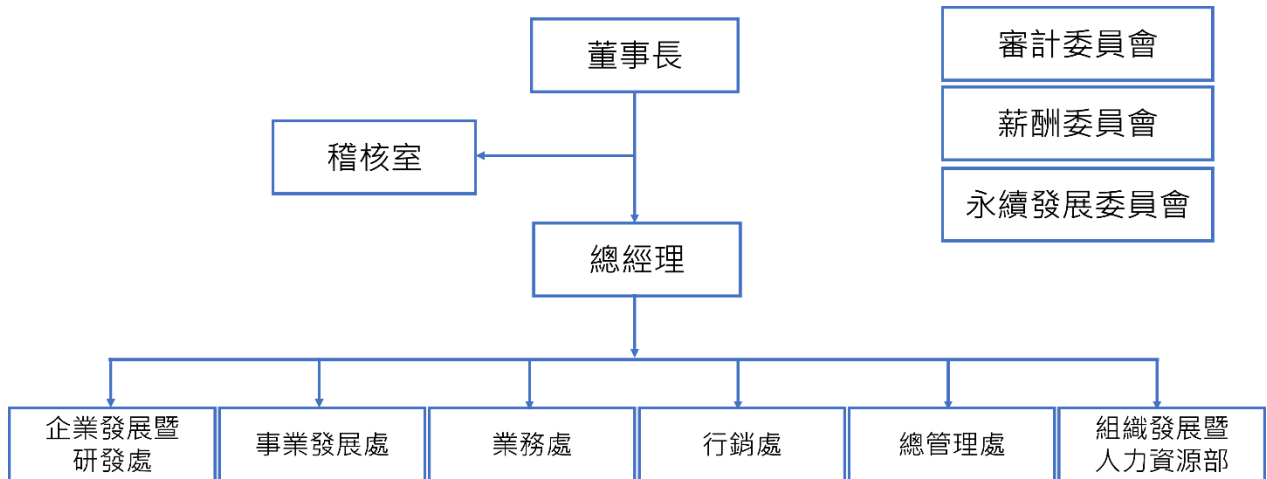 董事長
審計委員會
薪酬委員會
稽核室
永續發展委員會
總經理
企業發展暨
研發處
事業發展處
業務處
行銷處
總管理處
組織發展暨
人力資源部